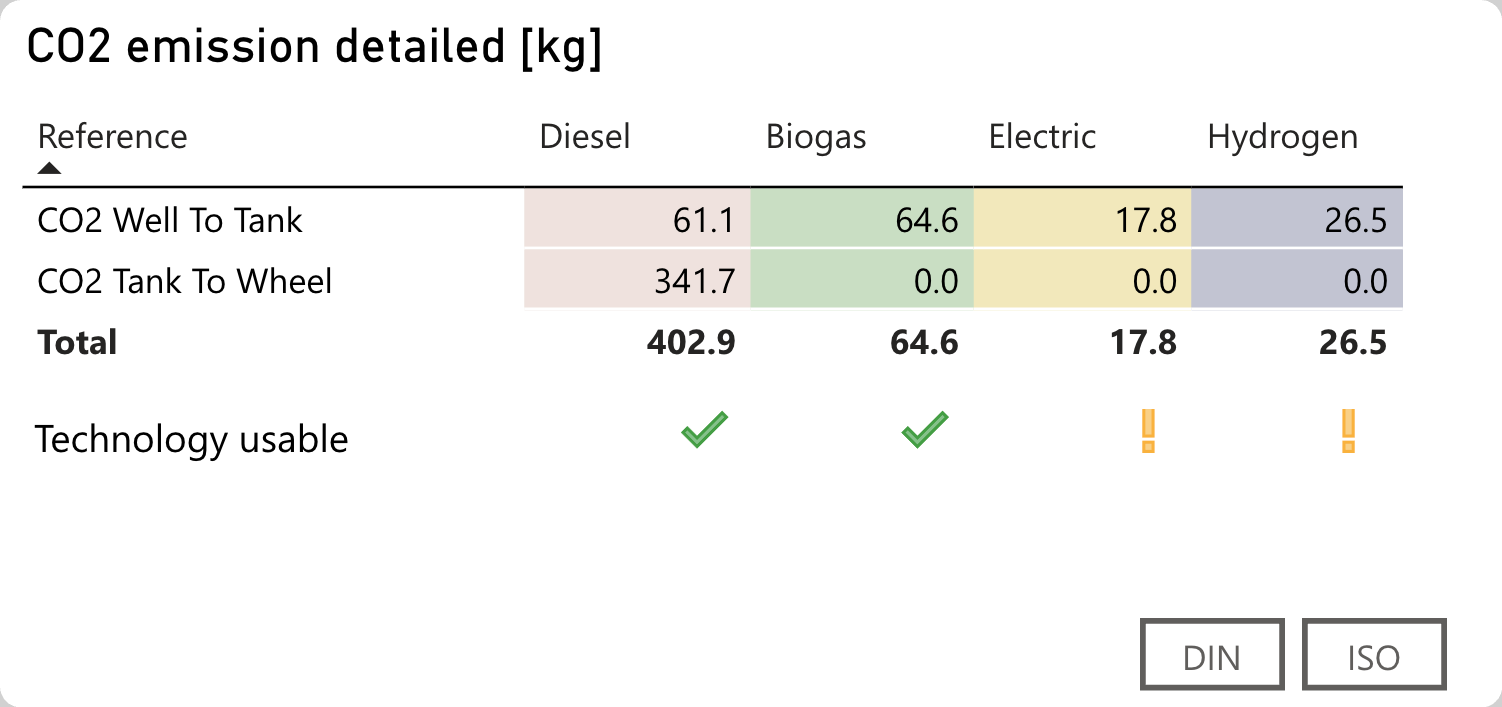 CO2 emission detailed [kg]
Reference Diesel Biogas Electric Hydrogen
CO2 Well To Tank 61.1 64.6 17.8 26.5
CO2 Tank To Wheel 341.7 0.0 0.0 0.0
Total 402.9 64.6 17.8 26.5
Technology usable
DIN ISO